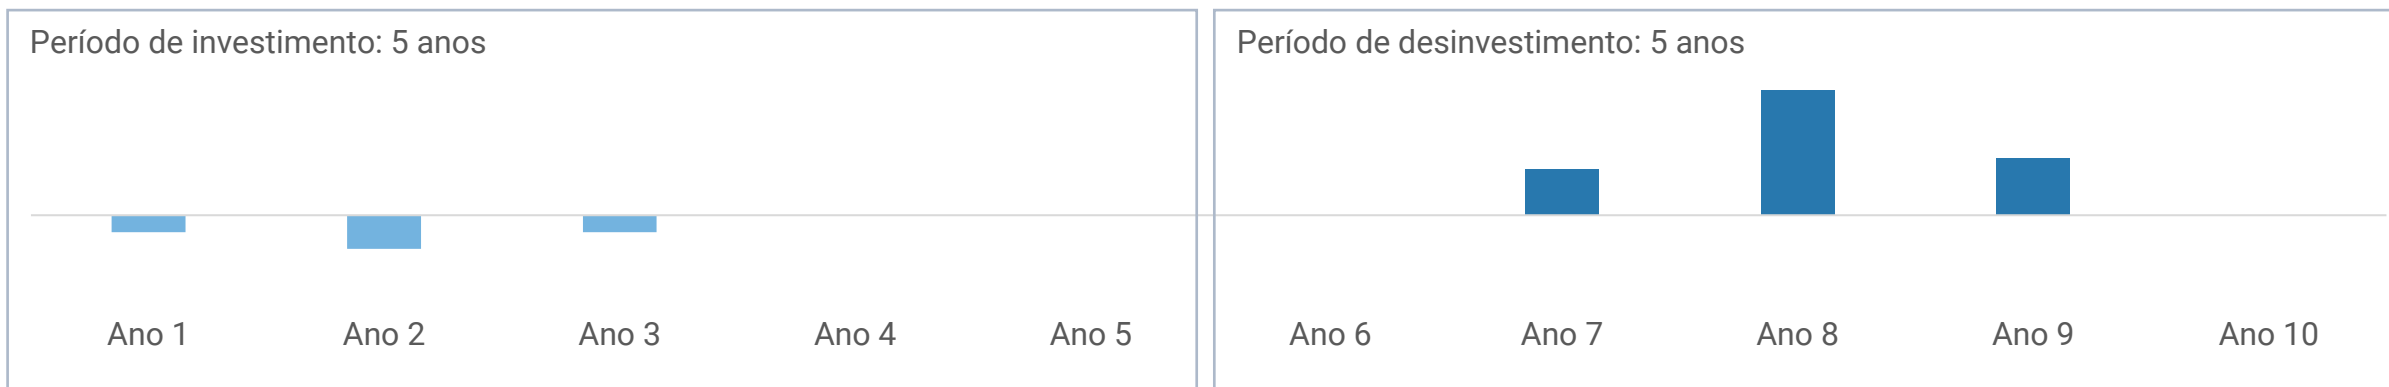 Período de investimento: 5 anos
Período de desinvestimento: 5 anos
Ano 1 Ano 2 Ano 3 Ano 4 Ano 5 Ano 6 Ano 7 Ano 8 Ano 9 Ano 10